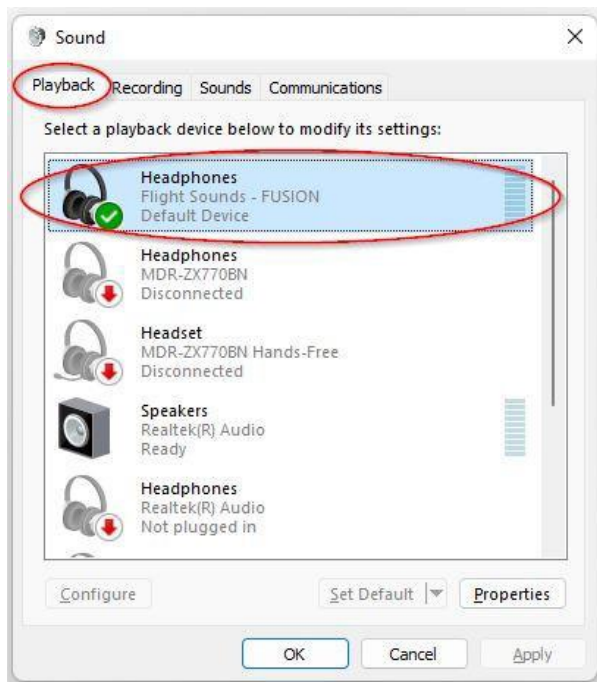 Sound
Playback Recording Sounds Communications
Select a playback device below to modify its settings:
Headphones
Flight Sounds - FUSION
Default Device
Headphones
MDR-ZX770BN
Disconnected
Headset
MDR-ZX770BN Hands-Free
Disconnected
Speakers
Realtek(R) Audio
Ready
Headphones
Realtek(R) Audio
Not plugged in
Configure Set Default Properties
OK Cancel Apply